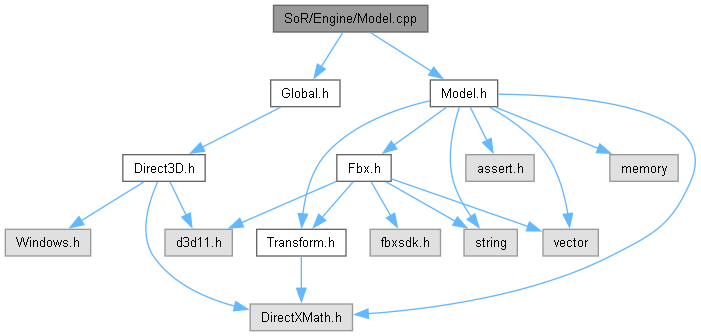 SoR/Engine/Model.cpp
Global.h
Model.h
Direct3D.h
Fbx.h
assert.h
memory
Windows.h
d3d11.h
Transform.h
fbxsdk.h
string
vector
DirectXMath.h